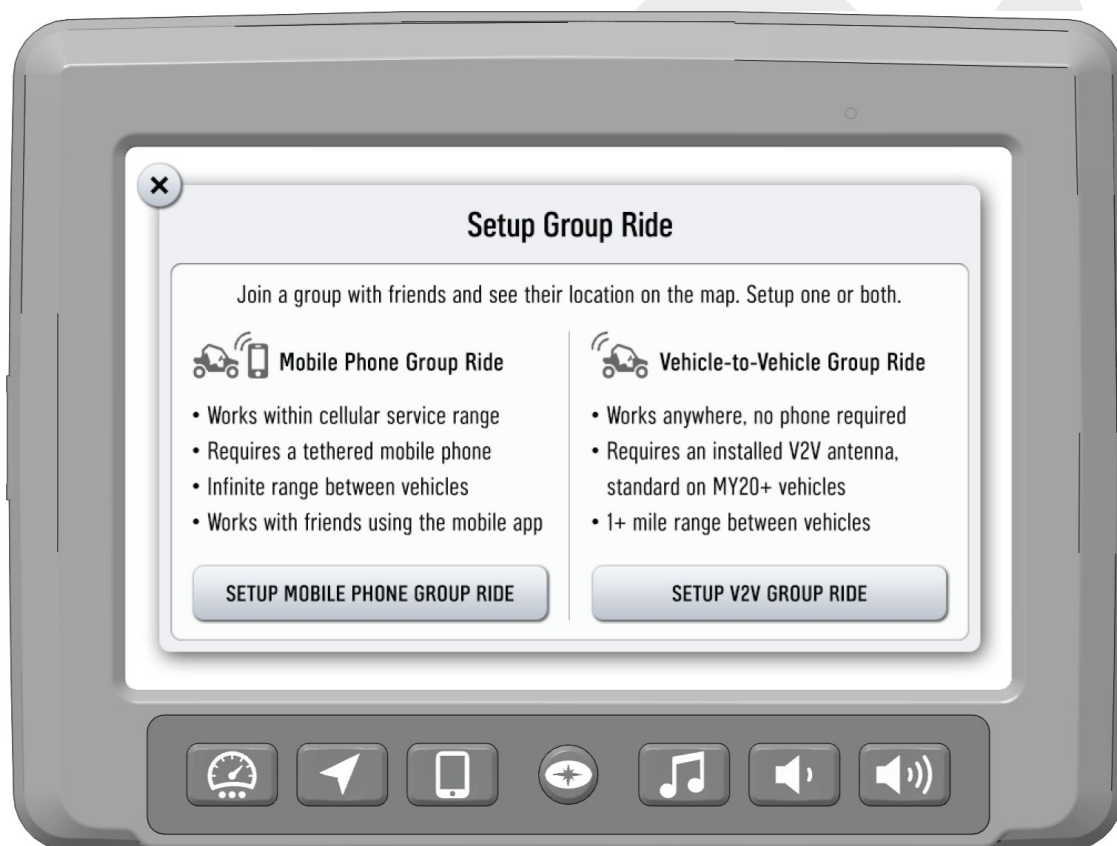 Setup Group Ride
Join a group with friends and see their location on the map. Setup one or both.
Mobile Phone Group Ride
• Works within cellular service range
• Requires a tethered mobile phone
• Infinite range between vehicles
• Works with friends using the mobile app
SETUP MOBILE PHONE GROUP RIDE
Vehicle-to-Vehicle Group Ride
• Works anywhere, no phone required
• Requires an installed V2V antenna,
standard on MY20+ vehicles
• 1+ mile range between vehicles
SETUP V2V GROUP RIDE